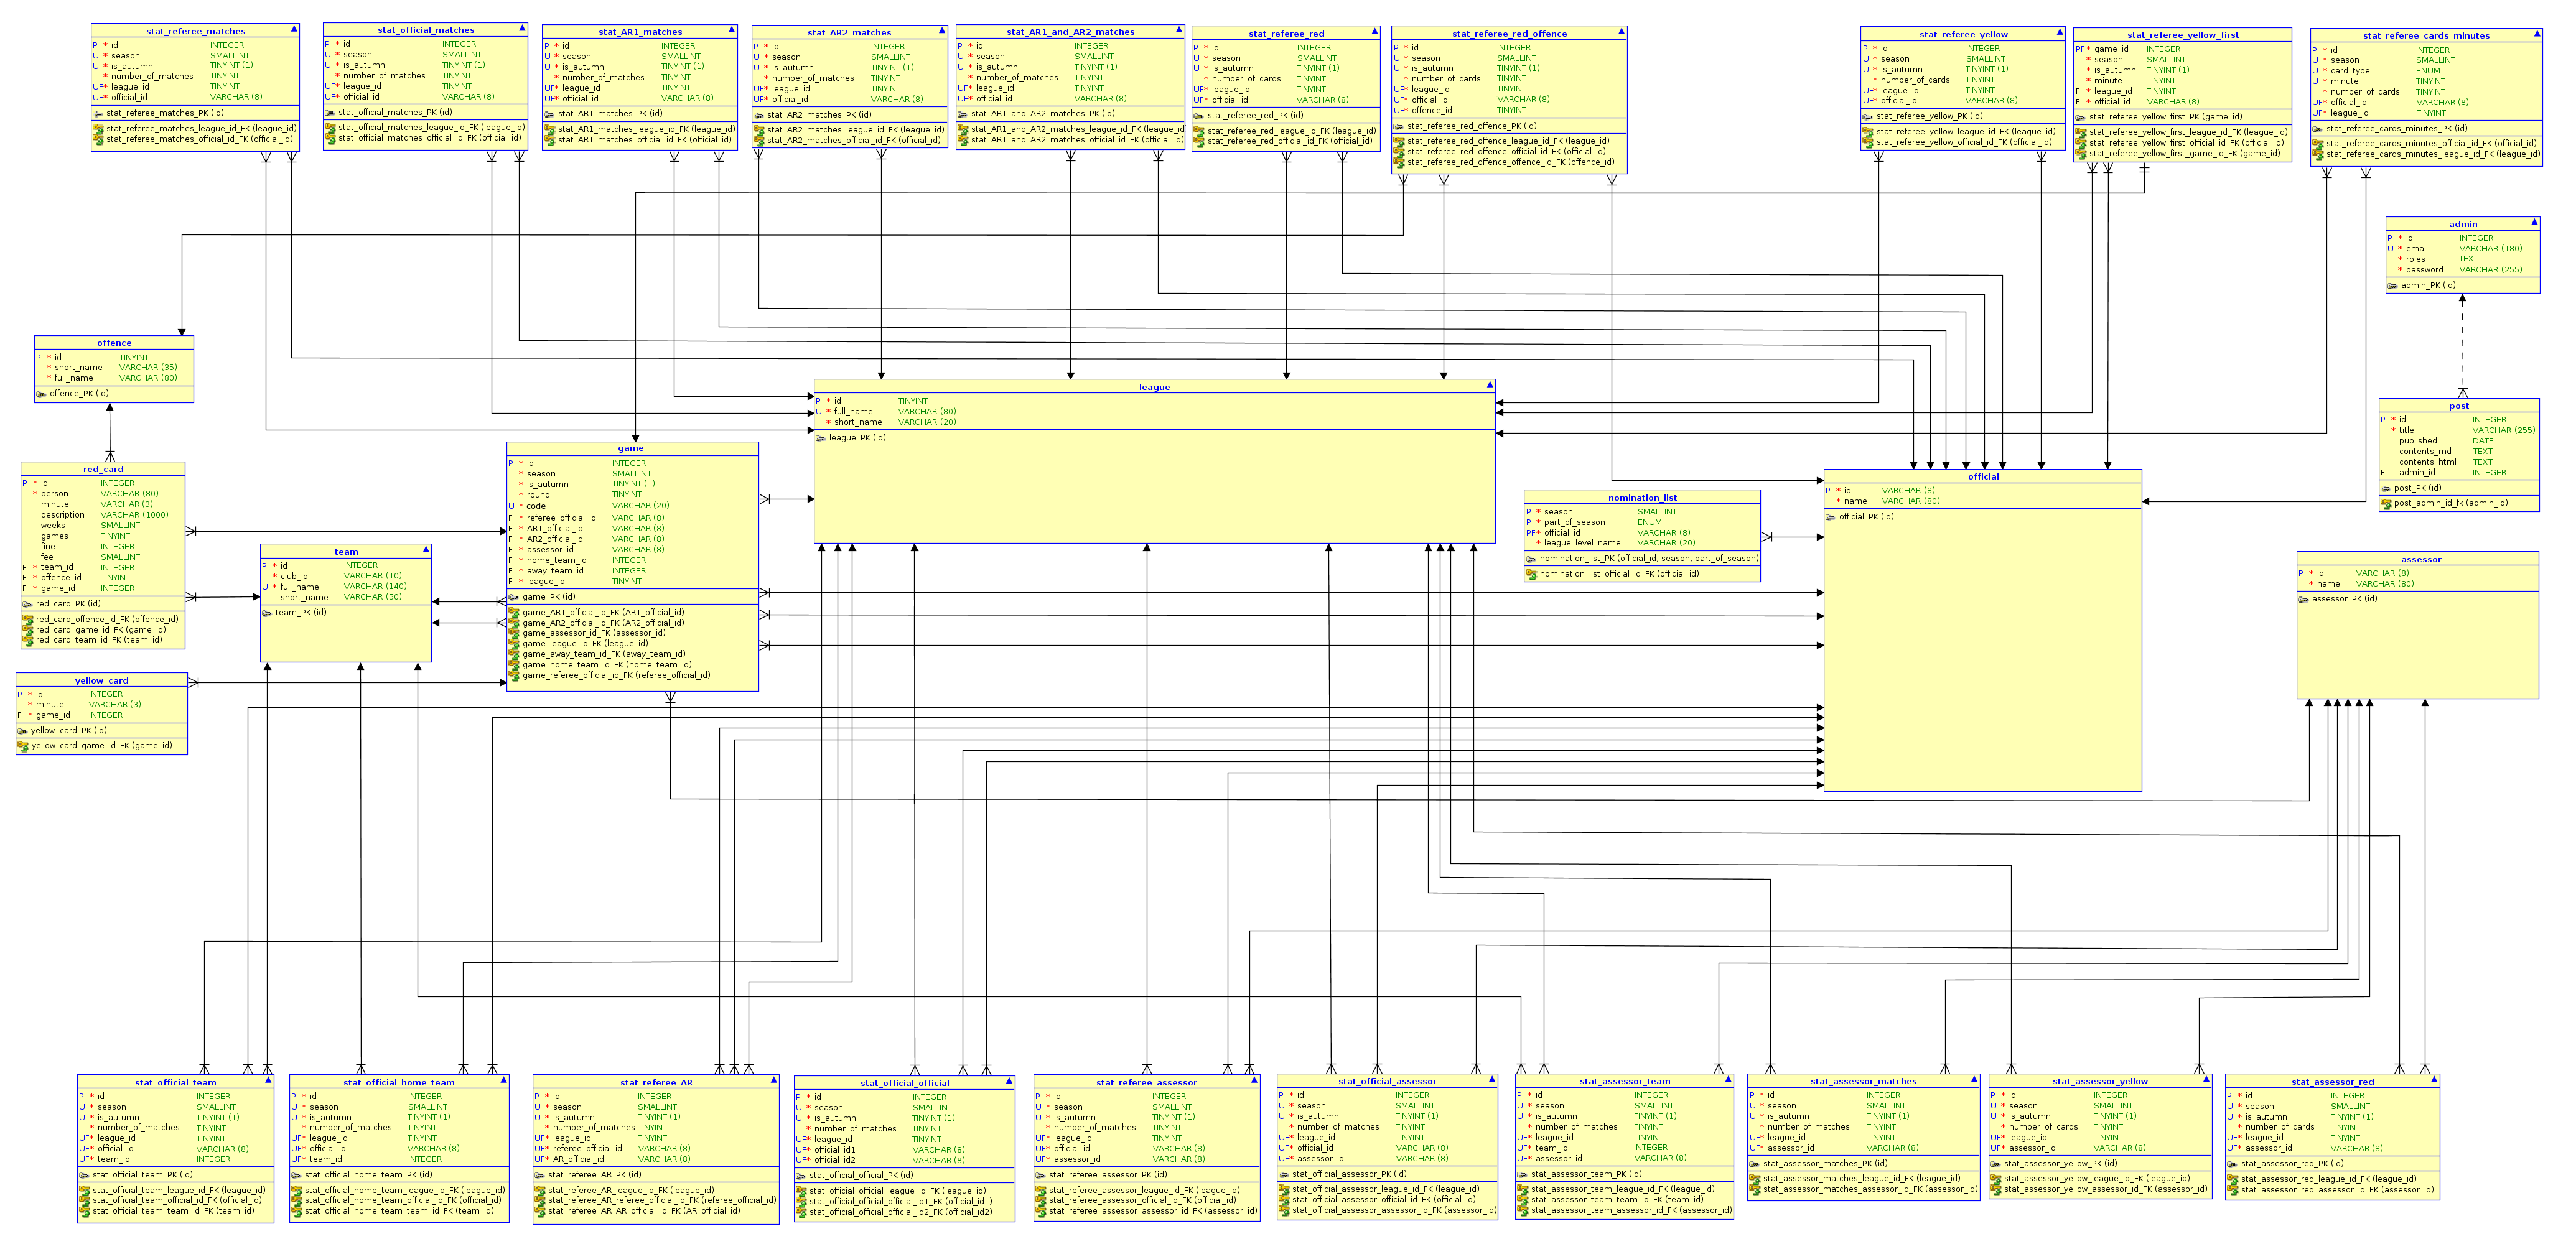 stat_referee_matches
P * id INTEGER
U * season SMALLINT
U * is_autumn TINYINT (1)
* number_of_matches TINYINT
UF* league_id TINYINT
UF* official_id VARCHAR (8)
stat_referee_matches_PK (id)
stat_referee_matches_league_id_FK (league_id)
stat_referee_matches_official_id_FK (official_id)
stat_official_matches
P * id INTEGER
U * season SMALLINT
U * is_autumn TINYINT (1)
* number_of_matches TINYINT
UF* league_id TINYINT
UF* official_id VARCHAR (8)
stat_official_matches_PK (id)
stat_official_matches_league_id_FK (league_id)
stat_official_matches_official_id_FK (official_id)
stat_AR1_matches
P * id INTEGER
U * season SMALLINT
U * is_autumn TINYINT (1)
* number_of_matches TINYINT
UF* league_id TINYINT
UF* official_id VARCHAR (8)
stat_AR1_matches_PK (id)
stat_AR1_matches_league_id_FK (league_id)
stat_AR1_matches_official_id_FK (official_id)
stat_AR2_matches
P * id INTEGER
U * season SMALLINT
U * is_autumn TINYINT (1)
* number_of_matches TINYINT
UF* league_id TINYINT
UF* official_id VARCHAR (8)
stat_AR2_matches_PK (id)
stat_AR2_matches_league_id_FK (league_id)
stat_AR2_matches_official_id_FK (official_id)
stat_AR1_and_AR2_matches
P * id INTEGER
U * season SMALLINT
U * is_autumn TINYINT (1)
* number_of_matches TINYINT
UF* league_id TINYINT
UF* official_id VARCHAR (8)
stat_AR1_and_AR2_matches_PK (id)
stat_AR1_and_AR2_matches_league_id_FK (league_id
stat_AR1_and_AR2_matches_official_id_FK (official_id
stat_referee_red
P * id INTEGER
U * season SMALLINT
U * is_autumn TINYINT (1)
* number_of_cards TINYINT
UF* league_id TINYINT
UF* official_id VARCHAR (8)
stat_referee_red_PK (id)
stat_referee_red_league_id_FK (league_id)
stat_referee_red_official_id_FK (official_id)
stat_referee_red_offence
P * id INTEGER
U * season SMALLINT
U * is_autumn TINYINT (1)
* number_of_cards TINYINT
UF* league_id TINYINT
UF* official_id VARCHAR (8)
UF* offence_id TINYINT
stat_referee_red_offence_PK (id)
stat_referee_red_offence_league_id_FK (league_id)
stat_referee_red_offence_official_id_FK (official_id)
stat_referee_red_offence_offence_id_FK (offence_id)
stat_referee_yellow
P * id INTEGER
U * season SMALLINT
U * is_autumn TINYINT (1)
* number_of_cards TINYINT
UF* league_id TINYINT
UF* official_id VARCHAR (8)
stat_referee_yellow_PK (id)
stat_referee_yellow_league_id_FK (league_id)
stat_referee_yellow_official_id_FK (official_id)
stat_referee_yellow_first
PF* game_id INTEGER
* season SMALLINT
* is_autumn TINYINT (1)
* minute TINYINT
F * league_id TINYINT
F * official_id VARCHAR (8)
stat_referee_yellow_first_PK (game_id)
stat_referee_yellow_first_league_id_FK (league_id)
stat_referee_yellow_first_official_id_FK (official_id)
stat_referee_yellow_first_game_id_FK (game_id)
stat_referee_cards_minutes
P * id INTEGER
U * season SMALLINT
U * card_type ENUM
U * minute TINYINT
* number_of_cards TINYINT
UF* official_id VARCHAR (8)
UF* league_id TINYINT
stat_referee_cards_minutes_PK (id)
stat_referee_cards_minutes_official_id_FK (official_id)
stat_referee_cards_minutes_league_id_FK (league_id)
admin
P * id INTEGER
U * email VARCHAR (180)
* roles TEXT
* password VARCHAR (255)
admin_PK (id)
offence
P * id TINYINT
* short_name VARCHAR (35)
* full_name VARCHAR (80)
offence_PK (id)
league
P * id TINYINT
U * full_name VARCHAR (80)
* short_name VARCHAR (20)
league_PK (id)
post
P * id INTEGER
* title VARCHAR (255)
published DATE
contents_md TEXT
contents_html TEXT
F admin_id INTEGER
post_PK (id)
post_admin_id_fk (admin_id)
red_card
P * id INTEGER
* person VARCHAR (80)
minute VARCHAR (3)
description VARCHAR (1000)
weeks SMALLINT
games TINYINT
fine INTEGER
fee SMALLINT
F * team_id INTEGER
F * offence_id TINYINT
F * game_id INTEGER
red_card_PK (id)
red_card_offence_id_FK (offence_id)
red_card_game_id_FK (game_id)
red_card_team_id_FK (team_id)
game
P * id INTEGER
* season SMALLINT
* is_autumn TINYINT (1)
* round TINYINT
U * code VARCHAR (20)
F * referee_official_id VARCHAR (8)
F * AR1_official_id VARCHAR (8)
F * AR2_official_id VARCHAR (8)
F * assessor_id VARCHAR (8)
F * home_team_id INTEGER
F * away_team_id INTEGER
F * league_id TINYINT
game_PK (id)
game_AR1_official_id_FK (AR1_official_id)
game_AR2_official_id_FK (AR2_official_id)
game_assessor_id_FK (assessor_id)
game_league_id_FK (league_id)
game_away_team_id_FK (away_team_id)
game_home_team_id_FK (home_team_id)
game_referee_official_id_FK (referee_official_id)
team
P * id INTEGER
* club_id VARCHAR (10)
U * full_name VARCHAR (140)
short_name VARCHAR (50)
team_PK (id)
nomination_list
P * season SMALLINT
P * part_of_season ENUM
PF* official_id VARCHAR (8)
* league_level_name VARCHAR (20)
nomination_list_PK (official_id, season, part_of_season)
nomination_list_official_id_FK (official_id)
official
P * id VARCHAR (8)
* name VARCHAR (80)
official_PK (id)
assessor
P * id VARCHAR (8)
* name VARCHAR (80)
assessor_PK (id)
yellow_card
P * id INTEGER
* minute VARCHAR (3)
F * game_id INTEGER
yellow_card_PK (id)
yellow_card_game_id_FK (game_id)
stat_official_team
P * id INTEGER
U * season SMALLINT
U * is_autumn TINYINT (1)
* number_of_matches TINYINT
UF* league_id TINYINT
UF* official_id VARCHAR (8)
UF* team_id INTEGER
stat_official_team_PK (id)
stat_official_team_league_id_FK (league_id)
stat_official_team_official_id_FK (official_id)
stat_official_team_team_id_FK (team_id)
stat_official_home_team
P * id INTEGER
U * season SMALLINT
U * is_autumn TINYINT (1)
* number_of_matches TINYINT
UF* league_id TINYINT
UF* official_id VARCHAR (8)
UF* team_id INTEGER
stat_official_home_team_PK (id)
stat_official_home_team_league_id_FK (league_id)
stat_official_home_team_official_id_FK (official_id)
stat_official_home_team_team_id_FK (team_id)
stat_referee_AR
P * id INTEGER
U * season SMALLINT
U * is_autumn TINYINT (1)
* number_of_matches TINYINT
UF* league_id TINYINT
UF* referee_official_id VARCHAR (8)
UF* AR_official_id VARCHAR (8)
stat_referee_AR_PK (id)
stat_referee_AR_league_id_FK (league_id)
stat_referee_AR_referee_official_id_FK (referee_official_id)
stat_referee_AR_AR_official_id_FK (AR_official_id)
stat_official_official
P * id INTEGER
U * season SMALLINT
U * is_autumn TINYINT (1)
* number_of_matches TINYINT
UF* league_id TINYINT
UF* official_id1 VARCHAR (8)
UF* official_id2 VARCHAR (8)
stat_official_official_PK (id)
stat_official_official_league_id_FK (league_id)
stat_official_official_official_id1_FK (official_id1)
stat_official_official_official_id2_FK (official_id2)
stat_referee_assessor
P * id INTEGER
U * season SMALLINT
U * is_autumn TINYINT (1)
* number_of_matches TINYINT
UF* league_id TINYINT
UF* official_id VARCHAR (8)
UF* assessor_id VARCHAR (8)
stat_referee_assessor_PK (id)
stat_referee_assessor_league_id_FK (league_id)
stat_referee_assessor_official_id_FK (official_id)
stat_referee_assessor_assessor_id_FK (assessor_id)
stat_official_assessor
P * id INTEGER
U * season SMALLINT
U * is_autumn TINYINT (1)
* number_of_matches TINYINT
UF* league_id TINYINT
UF* official_id VARCHAR (8)
UF* assessor_id VARCHAR (8)
stat_official_assessor_PK (id)
stat_official_assessor_league_id_FK (league_id)
stat_official_assessor_official_id_FK (official_id)
stat_official_assessor_assessor_id_FK (assessor_id)
stat_assessor_team
P * id INTEGER
U * season SMALLINT
U * is_autumn TINYINT (1)
* number_of_matches TINYINT
UF* league_id TINYINT
UF* team_id INTEGER
UF* assessor_id VARCHAR (8)
stat_assessor_team_PK (id)
stat_assessor_team_league_id_FK (league_id)
stat_assessor_team_team_id_FK (team_id)
stat_assessor_team_assessor_id_FK (assessor_id)
stat_assessor_matches
P * id INTEGER
U * season SMALLINT
U * is_autumn TINYINT (1)
* number_of_matches TINYINT
UF* league_id TINYINT
UF* assessor_id VARCHAR (8)
stat_assessor_matches_PK (id)
stat_assessor_matches_league_id_FK (league_id)
stat_assessor_matches_assessor_id_FK (assessor_id)
stat_assessor_yellow
P * id INTEGER
U * season SMALLINT
U * is_autumn TINYINT (1)
* number_of_cards TINYINT
UF* league_id TINYINT
UF* assessor_id VARCHAR (8)
stat_assessor_yellow_PK (id)
stat_assessor_yellow_league_id_FK (league_id)
stat_assessor_yellow_assessor_id_FK (assessor_id)
stat_assessor_red
P * id INTEGER
U * season SMALLINT
U * is_autumn TINYINT (1)
* number_of_cards TINYINT
UF* league_id TINYINT
UF* assessor_id VARCHAR (8)
stat_assessor_red_PK (id)
stat_assessor_red_league_id_FK (league_id)
stat_assessor_red_assessor_id_FK (assessor_id)